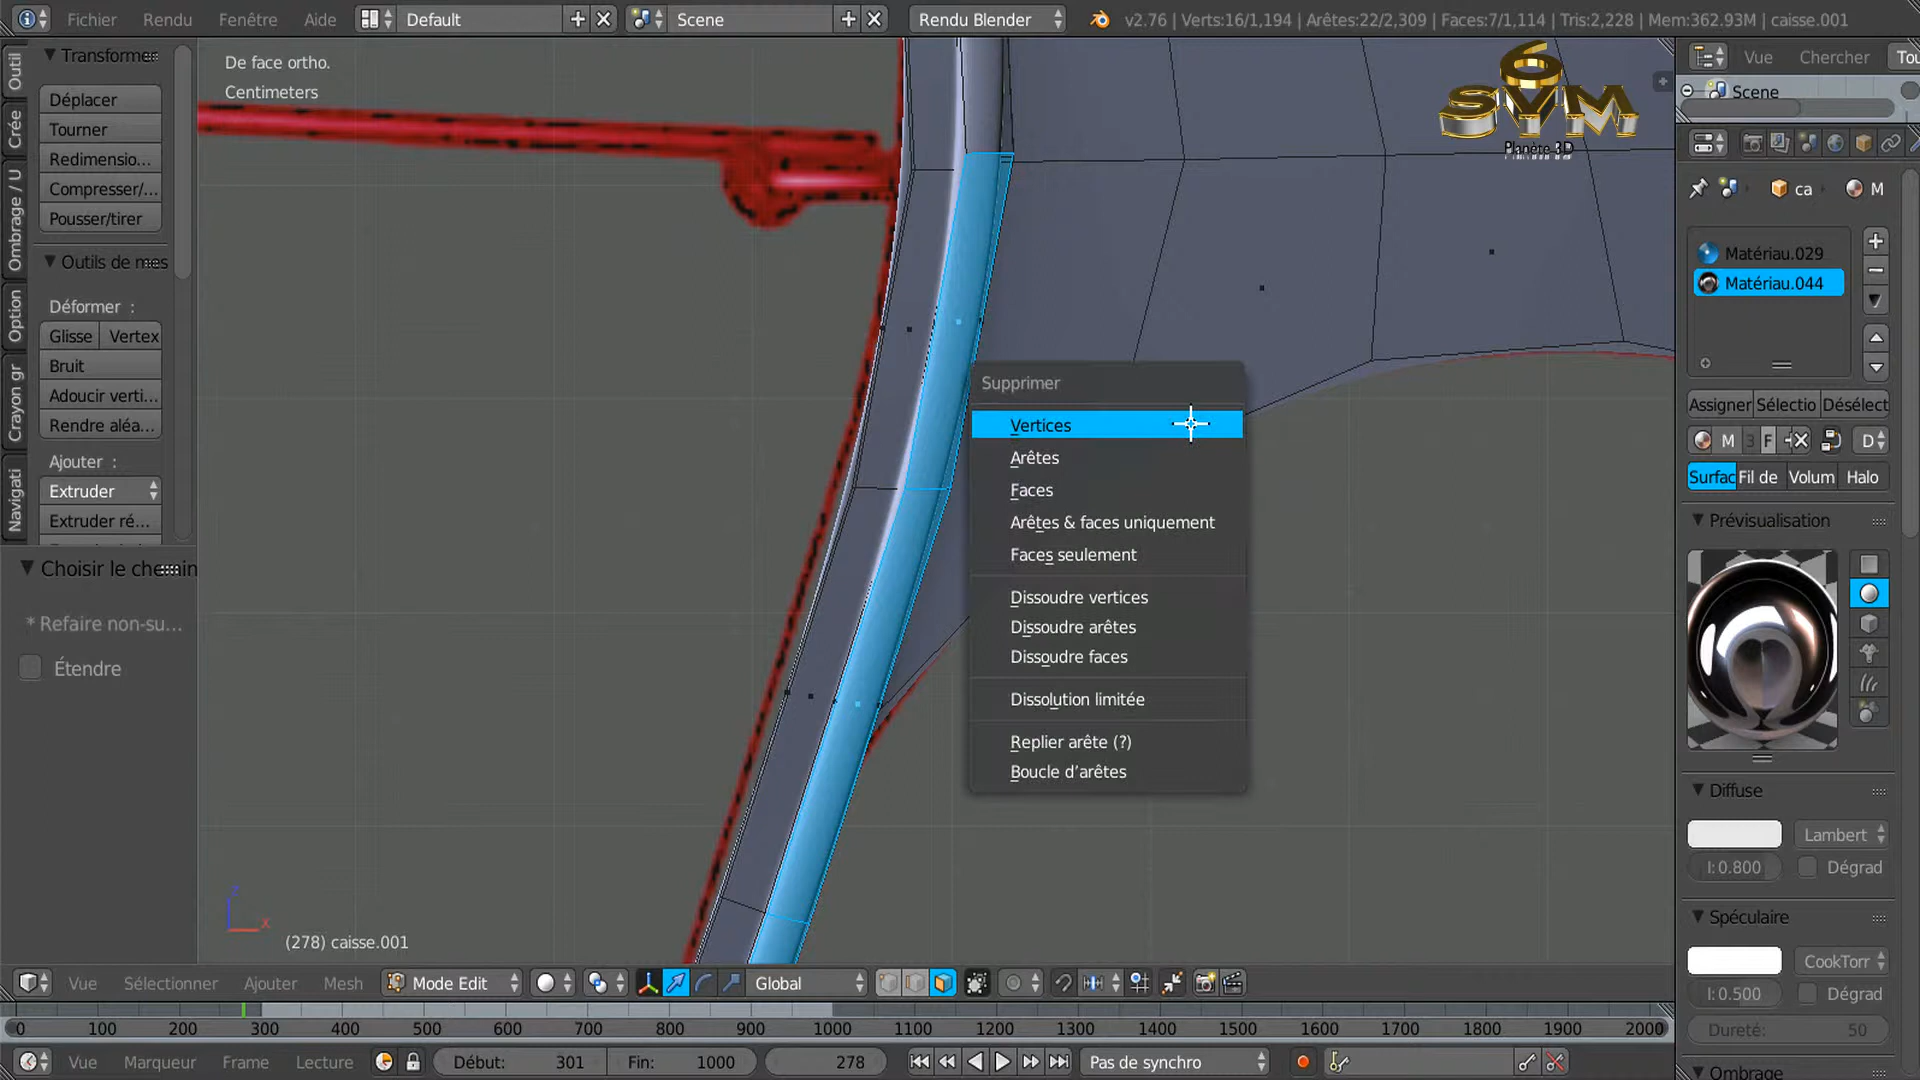 Fichier Rendu Fenêtre Aide Default Scene Rendu Blender v2.76 | Verts:16/1,194 | Arêtes:22/2,309 | Faces:7/1,114 | Tris:2,228 | Mem:362.93M | caisse.001
Outil
Crée
Ombrage / U
Option
Crayon gr
Navigati
Transforme
Déplacer
Tourner
Redimensio...
Compresser/...
Pousser/tirer
Outils de mes
Déformer :
Glisse Vertex
Bruit
Adoucir verti...
Rendre aléa...
Ajouter :
Extruder
Extruder ré...
Choisir le chemin
* Refaire non-su...
Étendre
De face ortho.
Centimeters
6
SYM
Planète 3D
Supprimer
Vertices
Arêtes
Faces
Arêtes & faces uniquement
Faces seulement
Dissoudre vertices
Dissoudre arêtes
Dissoudre faces
Dissolution limitée
Replier arête (?)
Boucle d'arêtes
z
x
(278) caisse.001
Vue Chercher Tou
Scene
ca M
Matériau.029
Matériau.044
Assigner Sélectio Désélect
M 3 F D
Surfac Fil de Volum Halo
Prévisualisation
Diffuse
Lambert
I:0.800 Dégrad
Spéculaire
CookTorr
I:0.500 Dégrad
Dureté: 50
Ombrage
Vue Sélectionner Ajouter Mesh Mode Edit Global
0 100 200 300 400 500 600 700 800 900 1000 1100 1200 1300 1400 1500 1600 1700 1800 1900 2000
Vue Marqueur Frame Lecture Début: 301 Fin: 1000 278 Pas de synchro